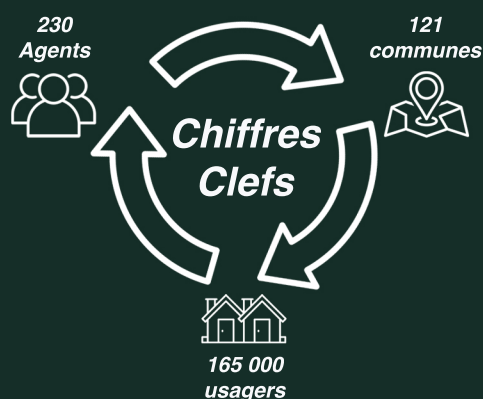 230
Agents
121
communes
Chiffres
Clefs
165 000
usagers